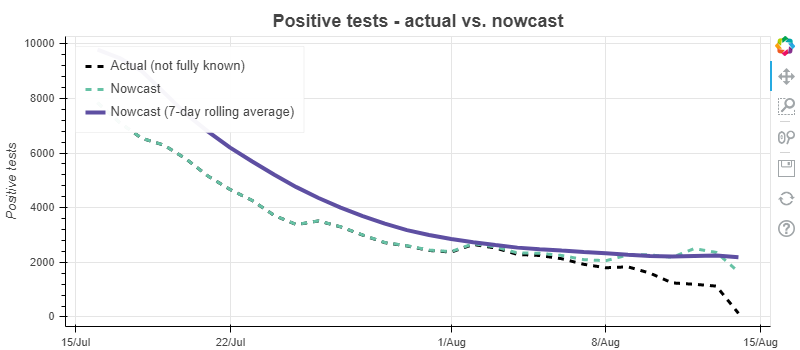 Positive tests - actual vs. nowcast
10000
8000
6000
4000
2000
0
Positive tests
Actual (not fully known)
Nowcast
Nowcast (7-day rolling average)
15/Jul
22/Jul
1/Aug
8/Aug
15/Aug